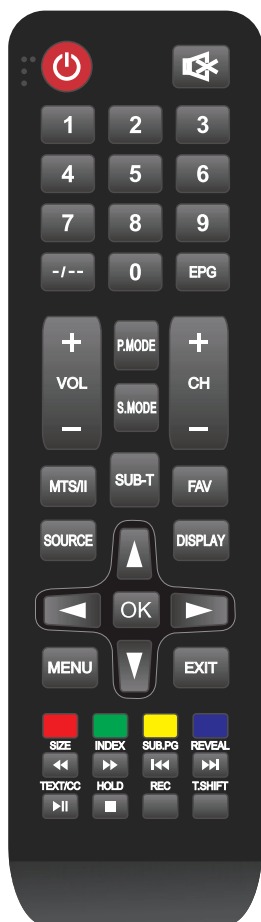 1 2 3
4 5 6
7 8 9
-/-- 0 EPG
+ P.MODE +
VOL CH
- S.MODE -
MTS/II SUB-T FAV
SOURCE DISPLAY
OK
MENU EXIT
SIZE INDEX SUB.PG REVEAL
TEXT/CC HOLD REC T.SHIFT